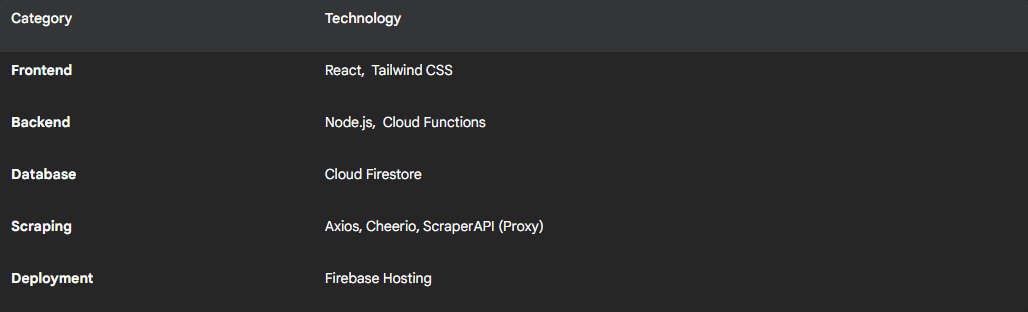 Category Technology
Frontend React, Tailwind CSS
Backend Node.js, Cloud Functions
Database Cloud Firestore
Scraping Axios, Cheerio, ScraperAPI (Proxy)
Deployment Firebase Hosting